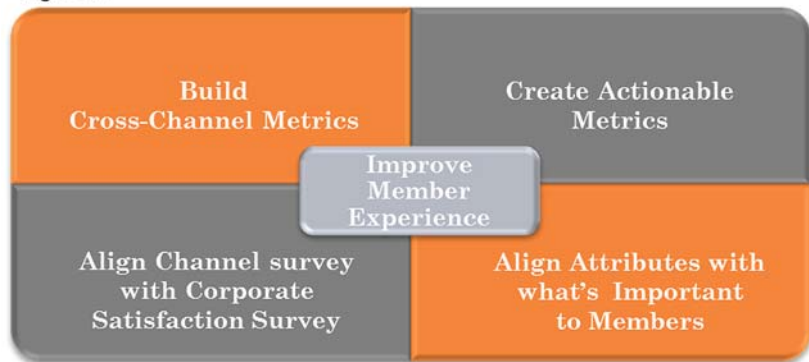 Build
Cross-Channel Metrics
Create Actionable
Metrics
Improve
Member
Experience
Align Channel survey
with Corporate
Satisfaction Survey
Align Attributes with
what's Important
to Members